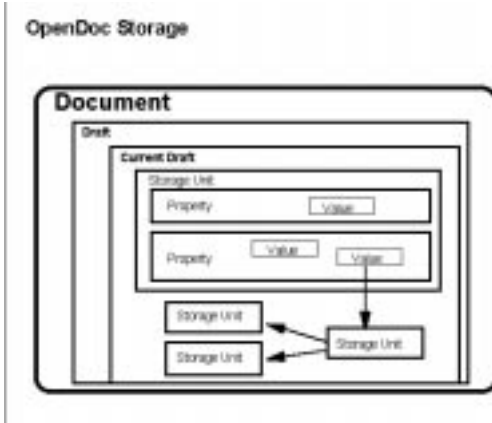 OpenDoc Storage
Document
Draft
Current Draft
Storage Unit
Property
Value
Property
Value
Value
Storage Unit
Storage Unit
Storage Unit